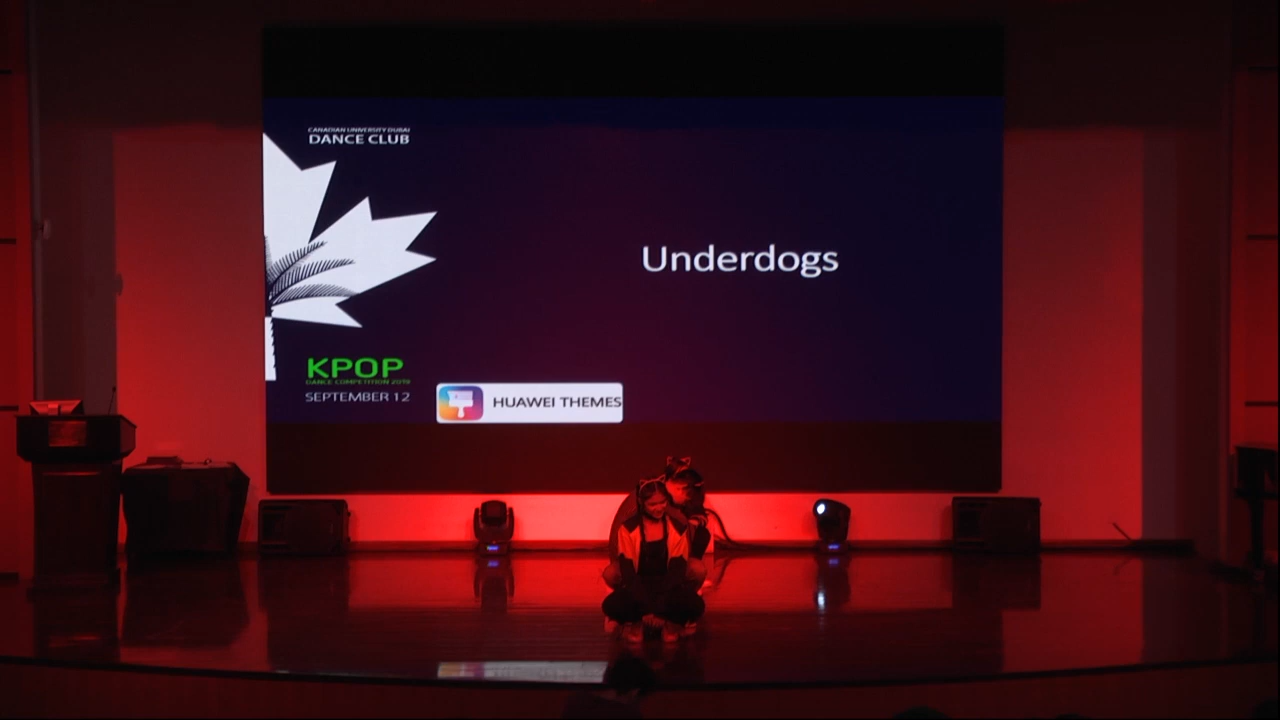 CANADIAN UNIVERSITY DUBAI
DANCE CLUB
Underdogs
KPOP
DANCE COMPETITION 2019
SEPTEMBER 12
HUAWEI THEMES